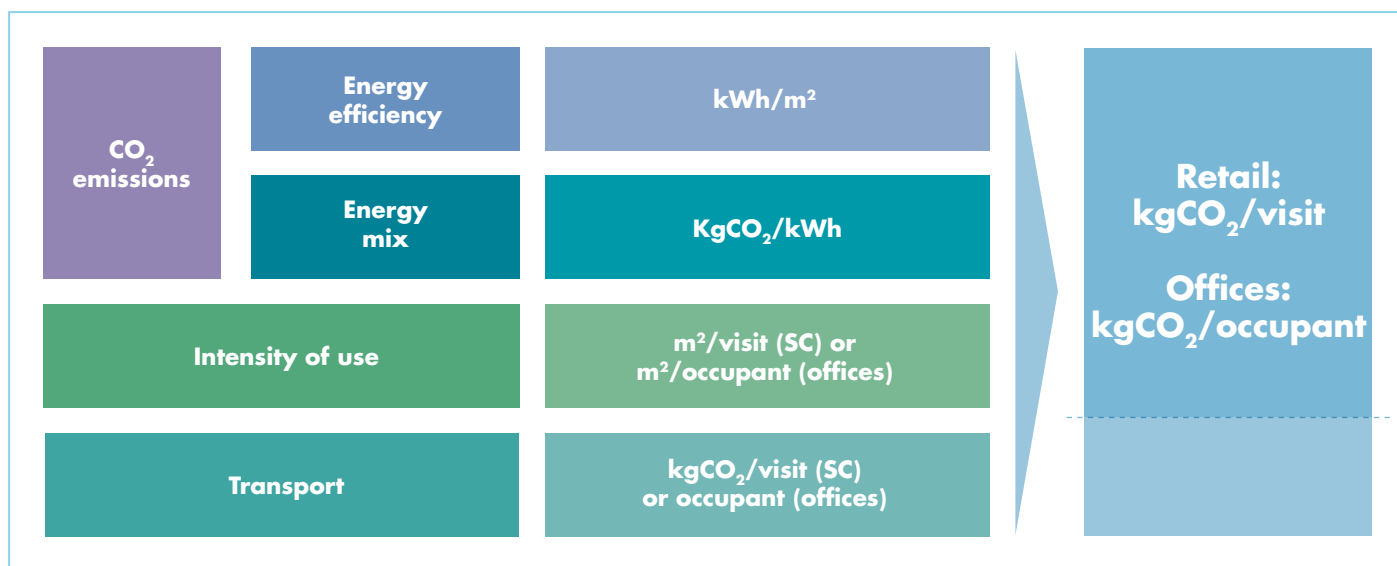 CO₂
emissions
Energy
efficiency
kWh/m²
Energy
mix
KgCO₂/kWh
Intensity of use
m²/visit (SC) or
m²/occupant (offices)
Transport
kgCO₂/visit (SC)
or occupant (offices)
Retail:
kgCO₂/visit
Offices:
kgCO₂/occupant